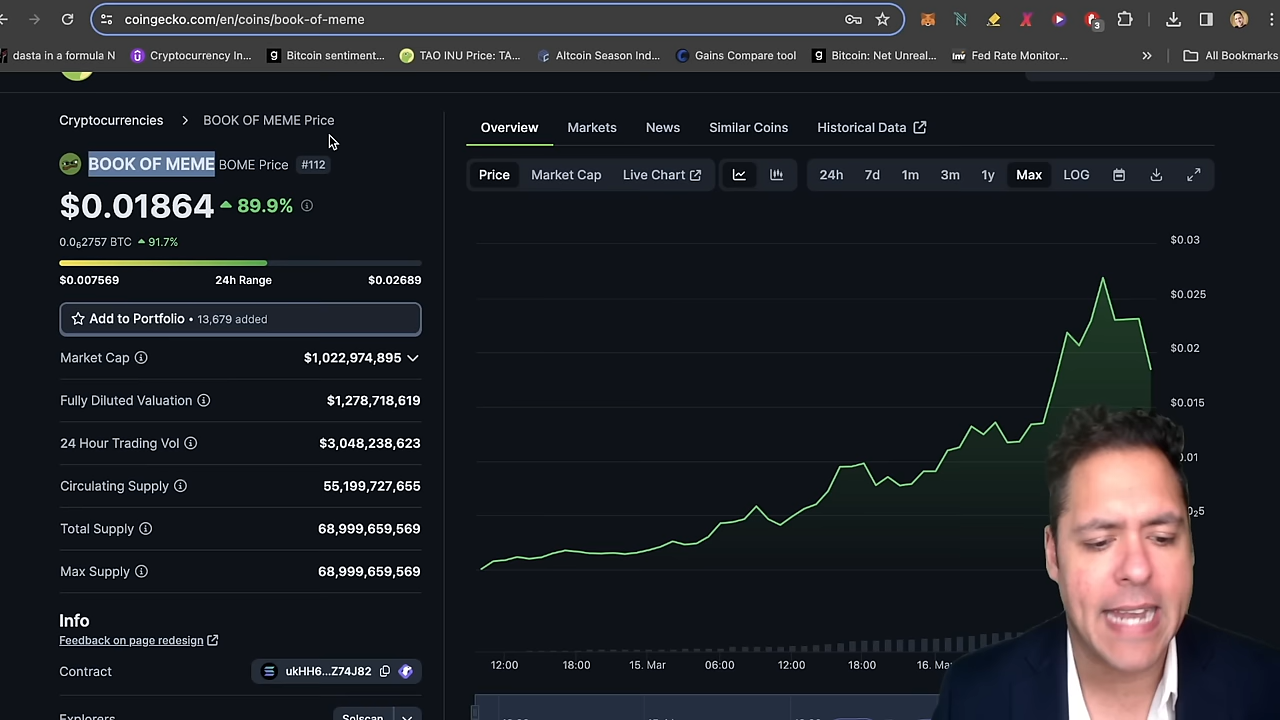 coingecko.com/en/coins/book-of-meme
3
dasta in a formula N
Cryptocurrency In...
Bitcoin sentiment...
TAO INU Price: TA...
Altcoin Season Ind...
Gains Compare tool
Bitcoin: Net Unreal...
Fed Rate Monitor...
»
All Bookmarks
Cryptocurrencies > BOOK OF MEME Price
BOOK OF MEME BOME Price #112
$0.01864 89.9%
0.0₆2757 BTC 91.7%
$0.007569 24h Range $0.02689
Add to Portfolio • 13,679 added
Market Cap $1,022,974,895
Fully Diluted Valuation $1,278,718,619
24 Hour Trading Vol $3,048,238,623
Circulating Supply 55,199,727,655
Total Supply 68,999,659,569
Max Supply 68,999,659,569
Info
Feedback on page redesign
Contract ukHH6...Z74J82
Explorers Solscan
Overview Markets News Similar Coins Historical Data
Price Market Cap Live Chart 24h 7d 1m 3m 1y Max LOG
$0.03
$0.025
$0.02
$0.015
12:00 18:00 15. Mar 06:00 12:00 18:00